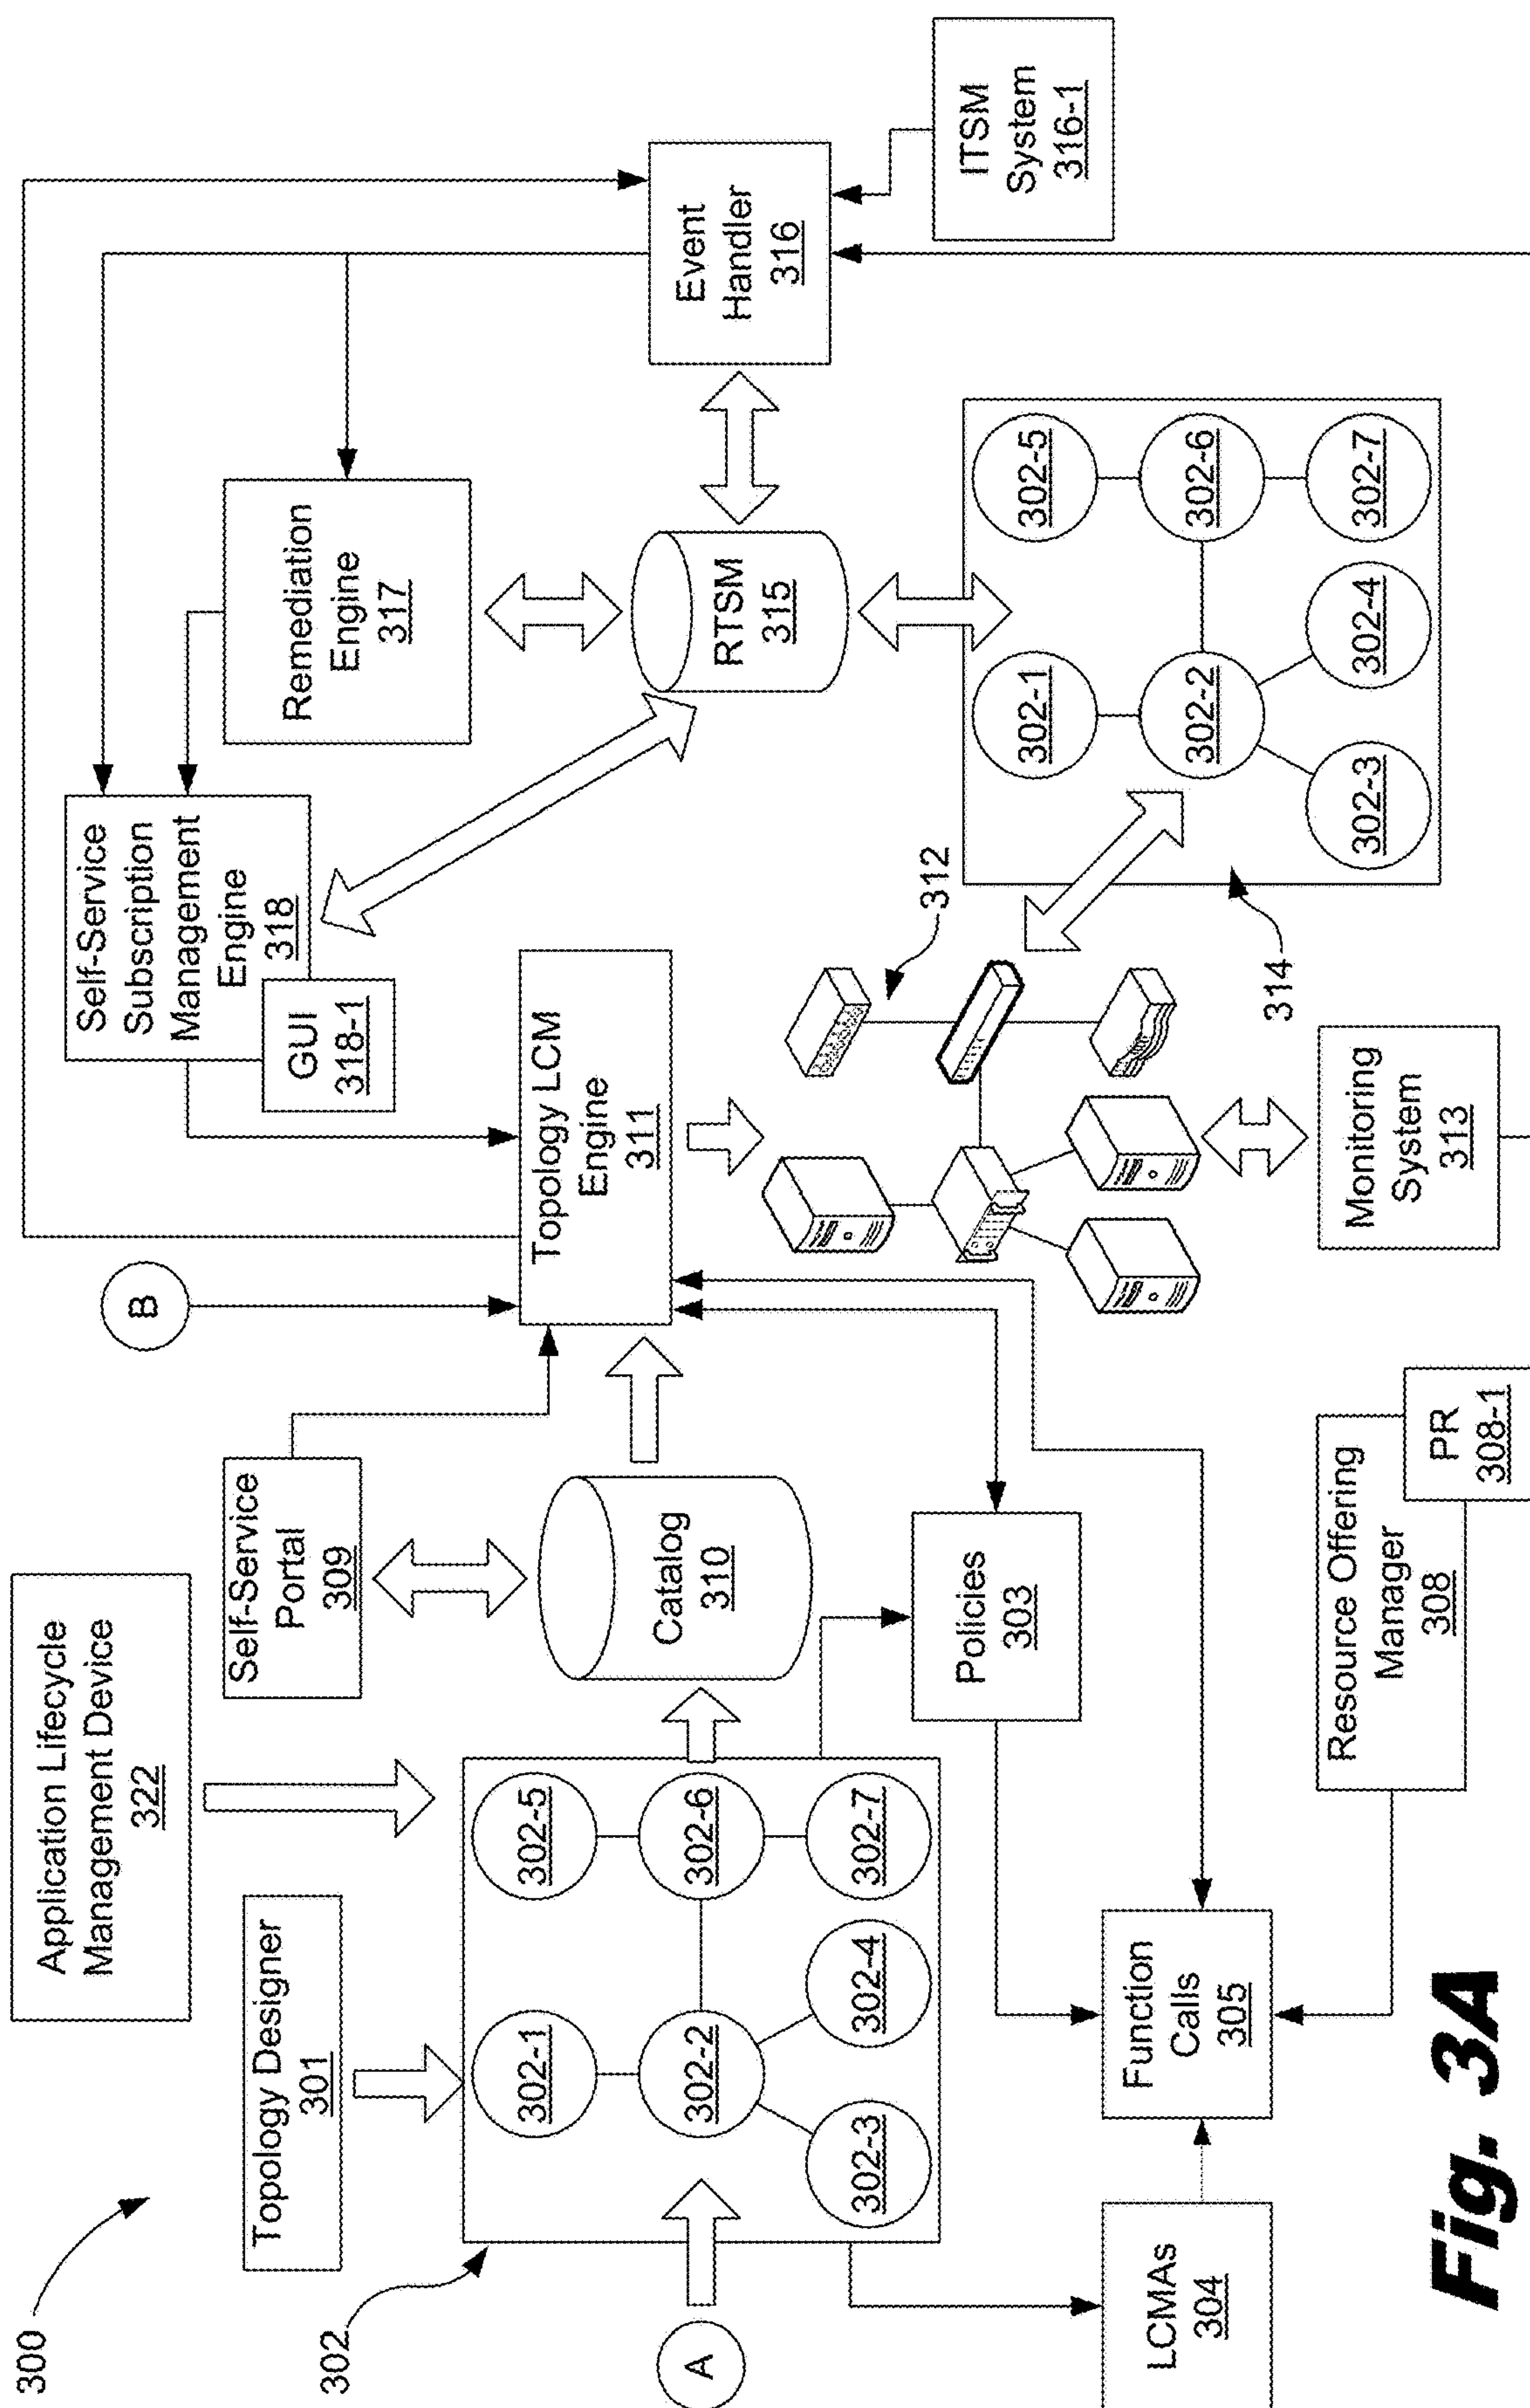 300
Application Lifecycle
Management Device
322
Topology Designer
301
302
302-1
302-2
302-3
302-4
302-5
302-6
302-7
A
LCMAs
304
Function
Calls
305
Policies
303
Resource Offering
Manager
308
PR
308-1
Self-Service
Portal
309
Catalog
310
B
Topology LCM
Engine
311
312
Monitoring
System
313
314
302-1
302-2
302-3
302-4
302-5
302-6
302-7
Self-Service
Subscription
Management
Engine
318
GUI
318-1
Remediation
Engine
317
RTSM
315
Event
Handler
316
ITSM
System
316-1
Fig. 3A